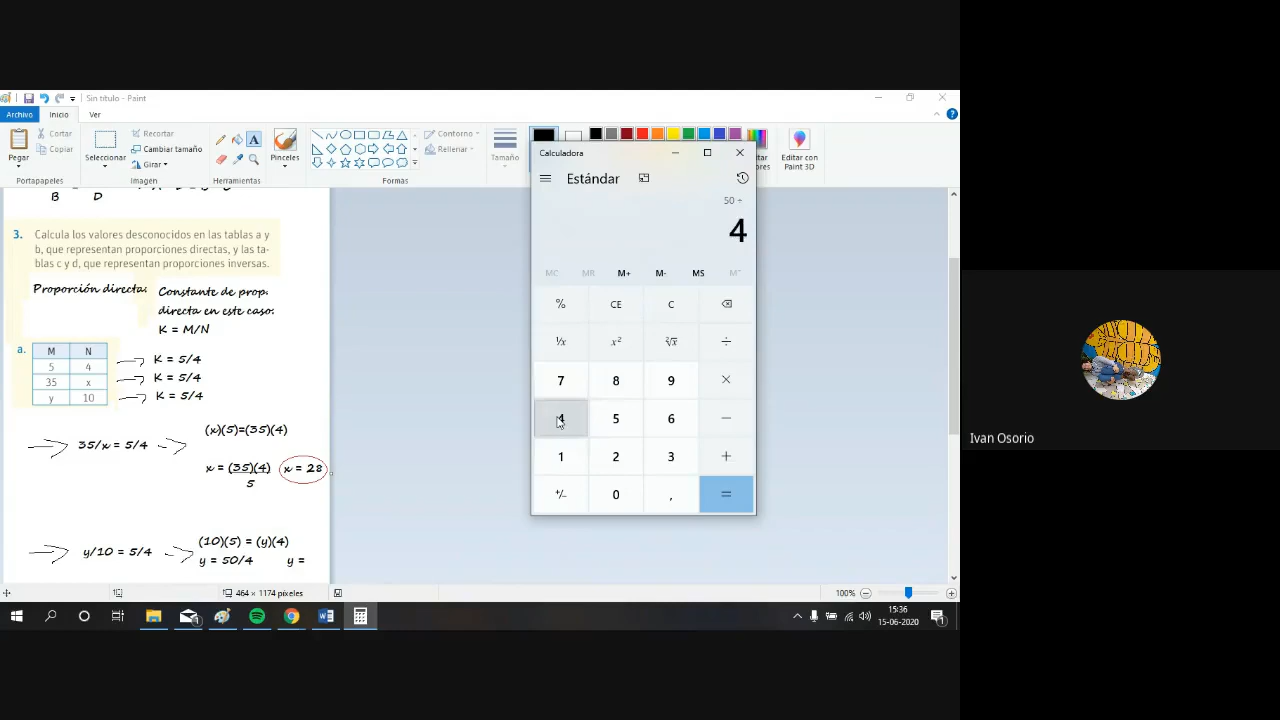 Sin título - Paint
Archivo Inicio Ver
Pegar
Cortar
Copiar
Portapapeles
Seleccionar
Recortar
Cambiar tamaño
Girar
Imagen
A
Herramientas
Pinceles
Contorno
Rellenar
Formas
Tamaño
Editar con
Paint 3D
B D
3. Calcula los valores desconocidos en las tablas a y
b, que representan proporciones directas, y las ta-
blas c y d, que representan proporciones inversas.
Proporción directa:
Constante de prop.
directa en este caso:
K = M/N
a.
M N
5 4
35 x
y 10
K = 5/4
K = 5/4
K = 5/4
35/x = 5/4
(x)(5)=(35)(4)
x = (35)(4)
5
x = 28
y/10 = 5/4
(10)(5) = (y)(4)
y = 50/4 y =
Calculadora
Estándar
50 ÷
4
MC MR M+ M- MS M˅
% CE C
¹/x x² ²√x ÷
7 8 9 ×
4 5 6 −
1 2 3 +
+/− 0 , =
464 × 1174 píxeles
100%
15:36
15-06-2020
Ivan Osorio